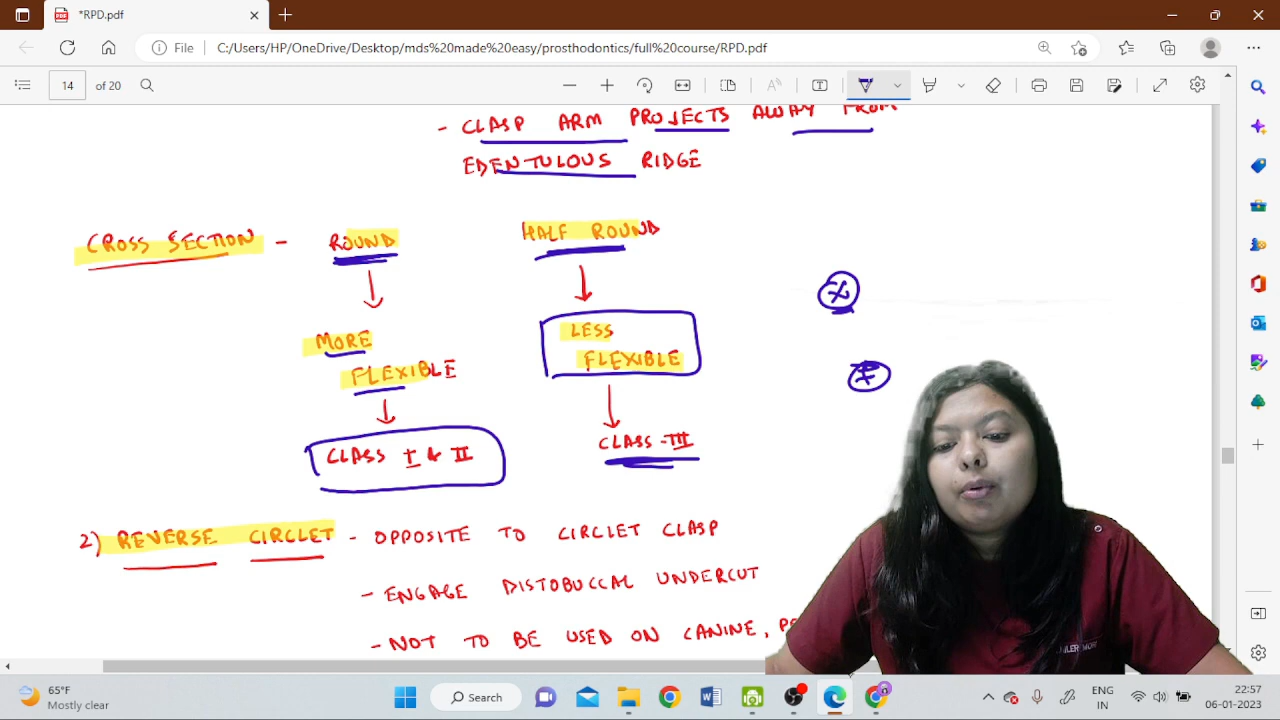 *RPD.pdf
File
C:/Users/HP/OneDrive/Desktop/mds%20made%20easy/prosthodontics/full%20course/RPD.pdf
14 of 20
- CLASP ARM PROJECTS AWAY FROM
EDENTULOUS RIDGE
CROSS SECTION - ROUND HALF ROUND
MORE LESS
FLEXIBLE FLEXIBLE
CLASS I & II CLASS-III
2) REVERSE CIRCLET - OPPOSITE TO CIRCLET CLASP
- ENGAGE DISTOBUCCAL UNDERCUT
- NOT TO BE USED ON CANINE,
65°F
Mostly clear
Search
ENG
IN
22:57
06-01-2023